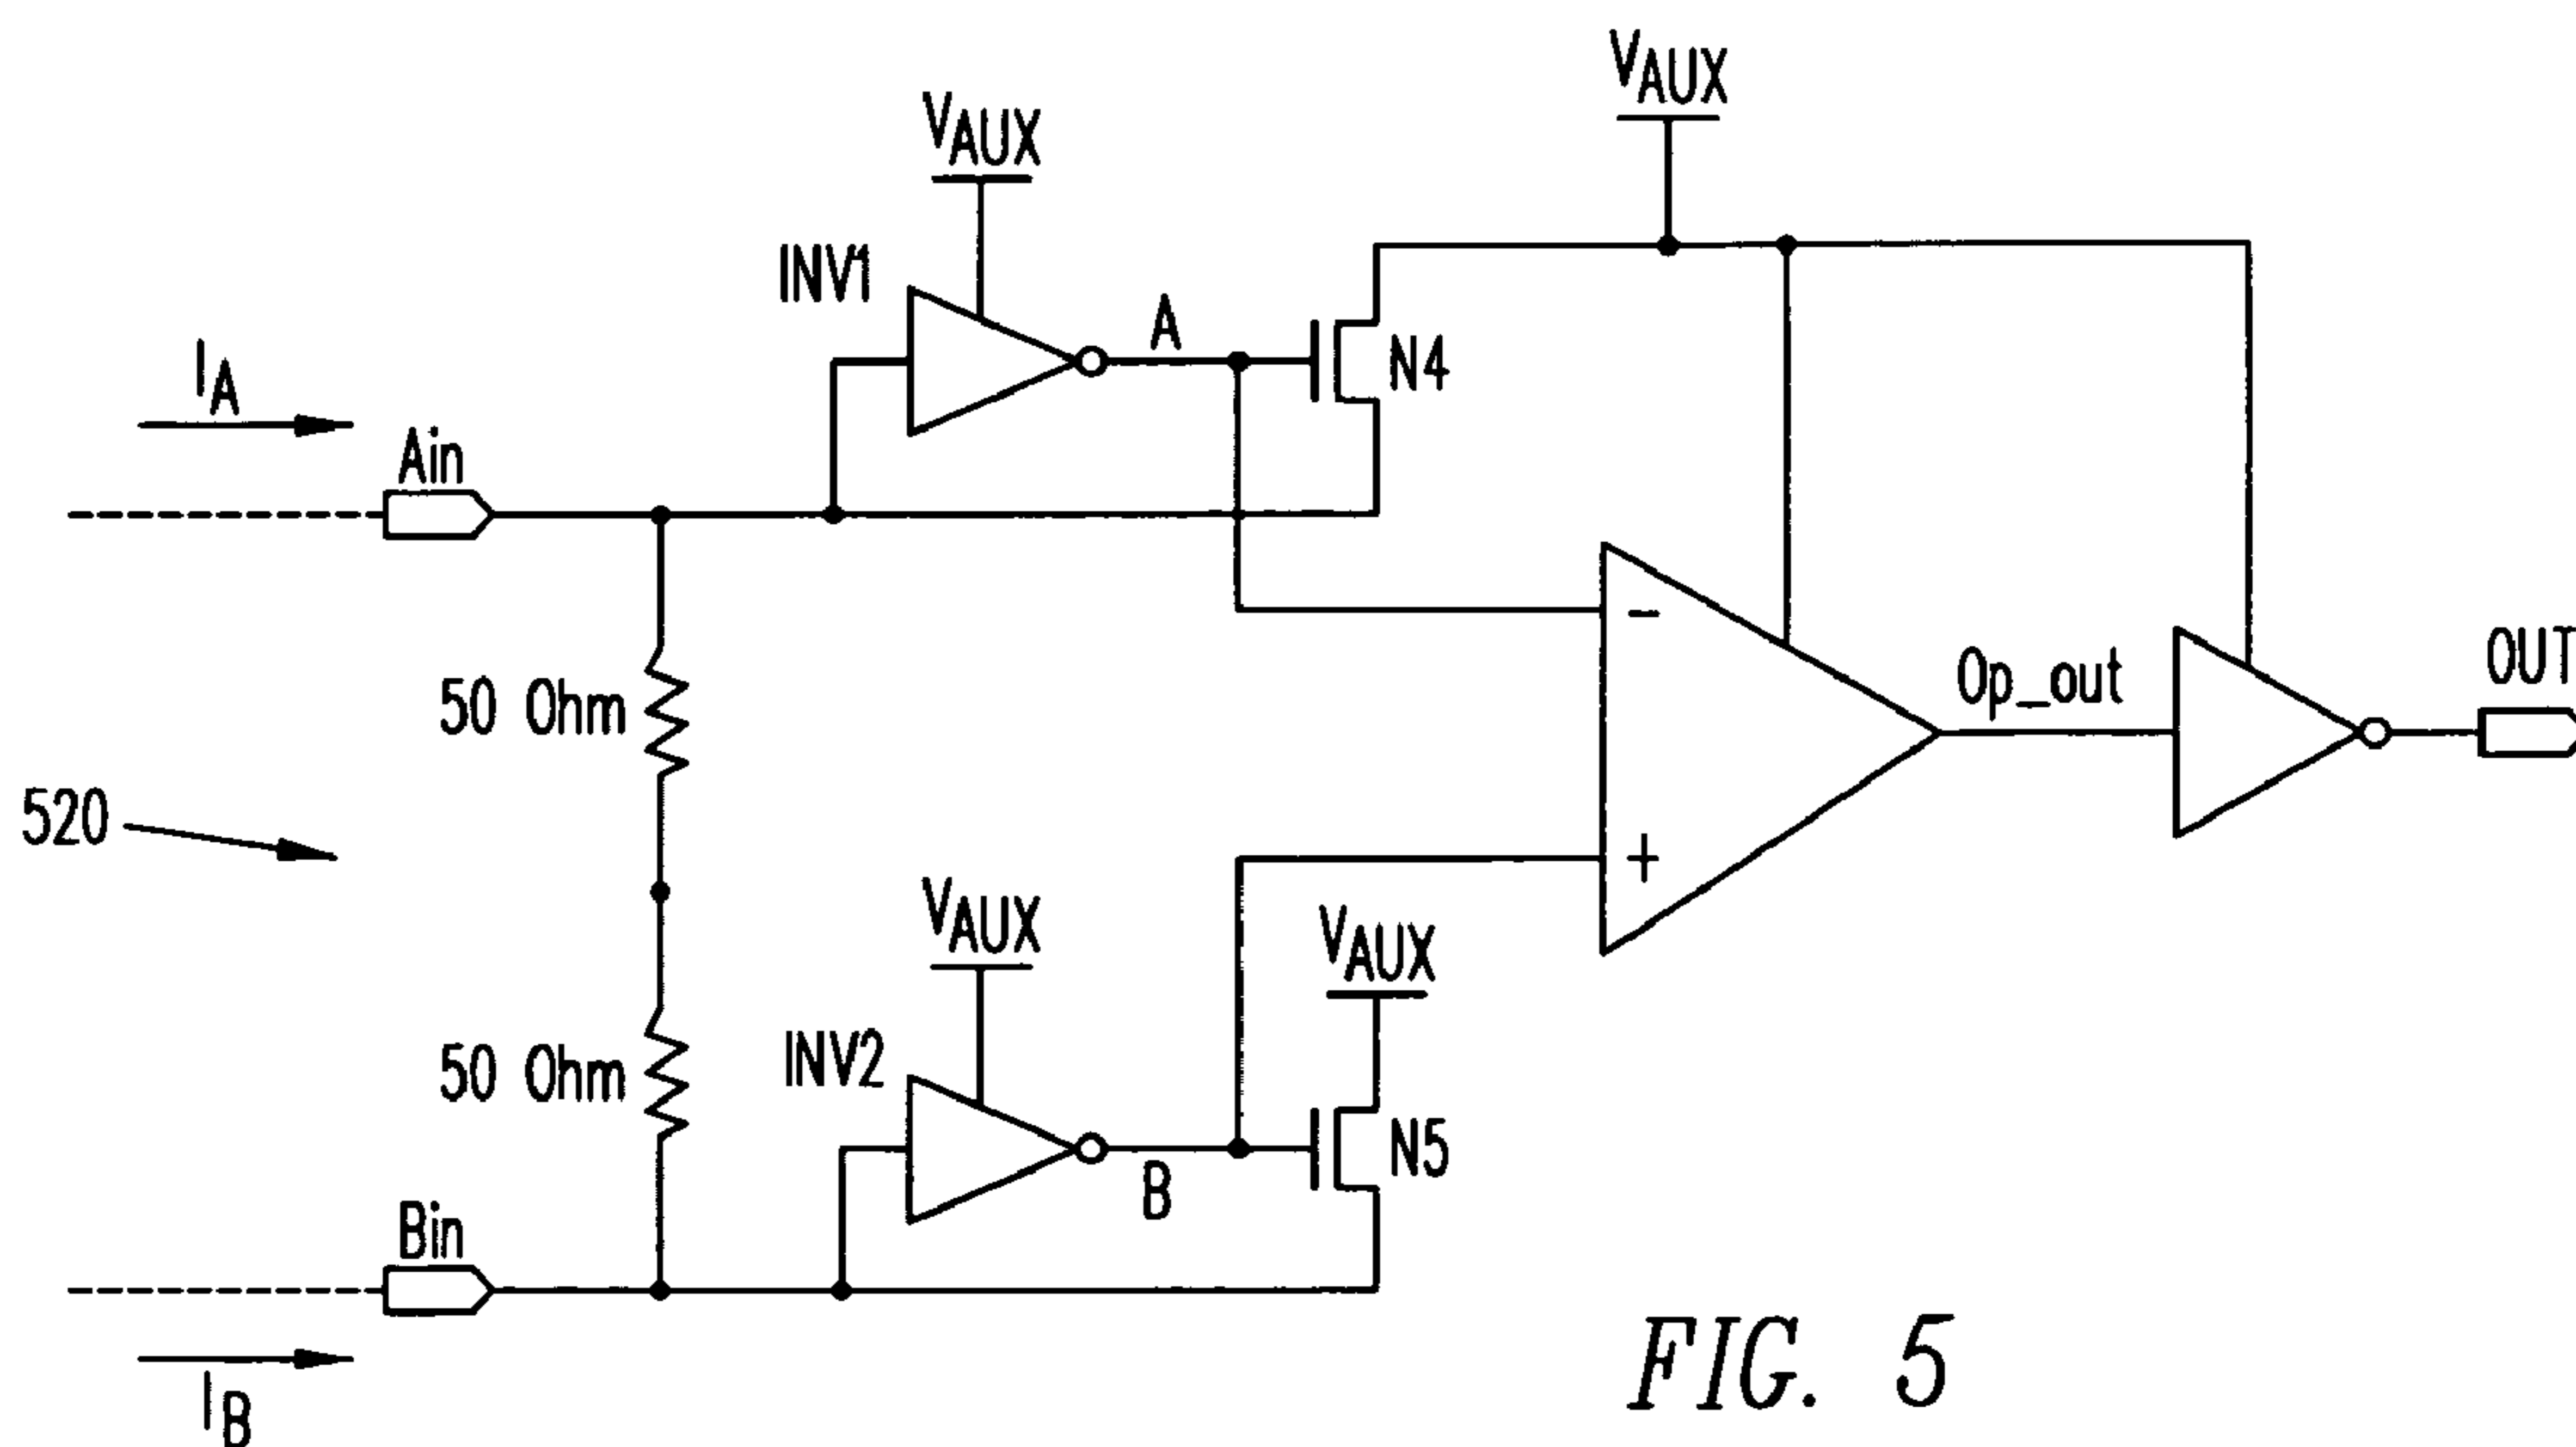 VAUX
VAUX
INV1
A
N4
IA
Ain
-
50 Ohm
Op_out
OUT
520
+
VAUX
VAUX
50 Ohm
INV2
B
N5
Bin
IB
FIG. 5